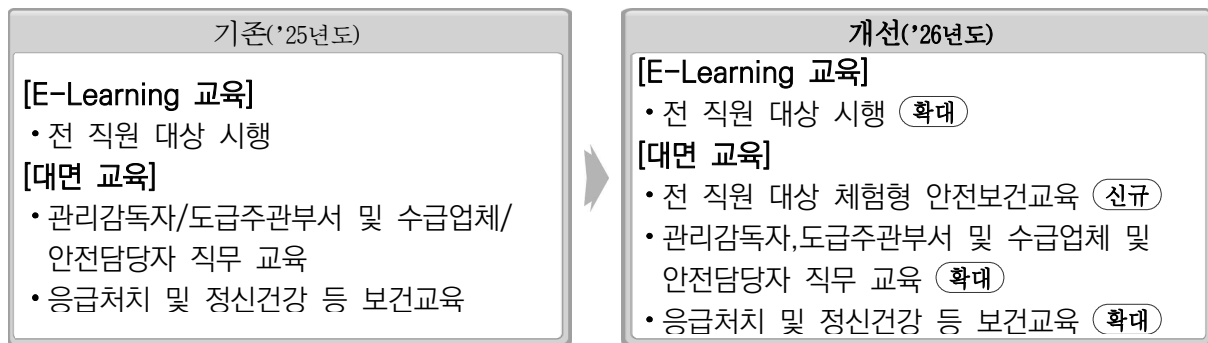 기존('25년도)
[E-Learning 교육]
• 전 직원 대상 시행
[대면 교육]
• 관리감독자/도급주관부서 및 수급업체/
안전담당자 직무 교육
• 응급처치 및 정신건강 등 보건교육
개선('26년도)
[E-Learning 교육]
• 전 직원 대상 시행 (확대)
[대면 교육]
• 전 직원 대상 체험형 안전보건교육 (신규)
• 관리감독자,도급주관부서 및 수급업체 및
안전담당자 직무 교육 (확대)
• 응급처치 및 정신건강 등 보건교육 (확대)